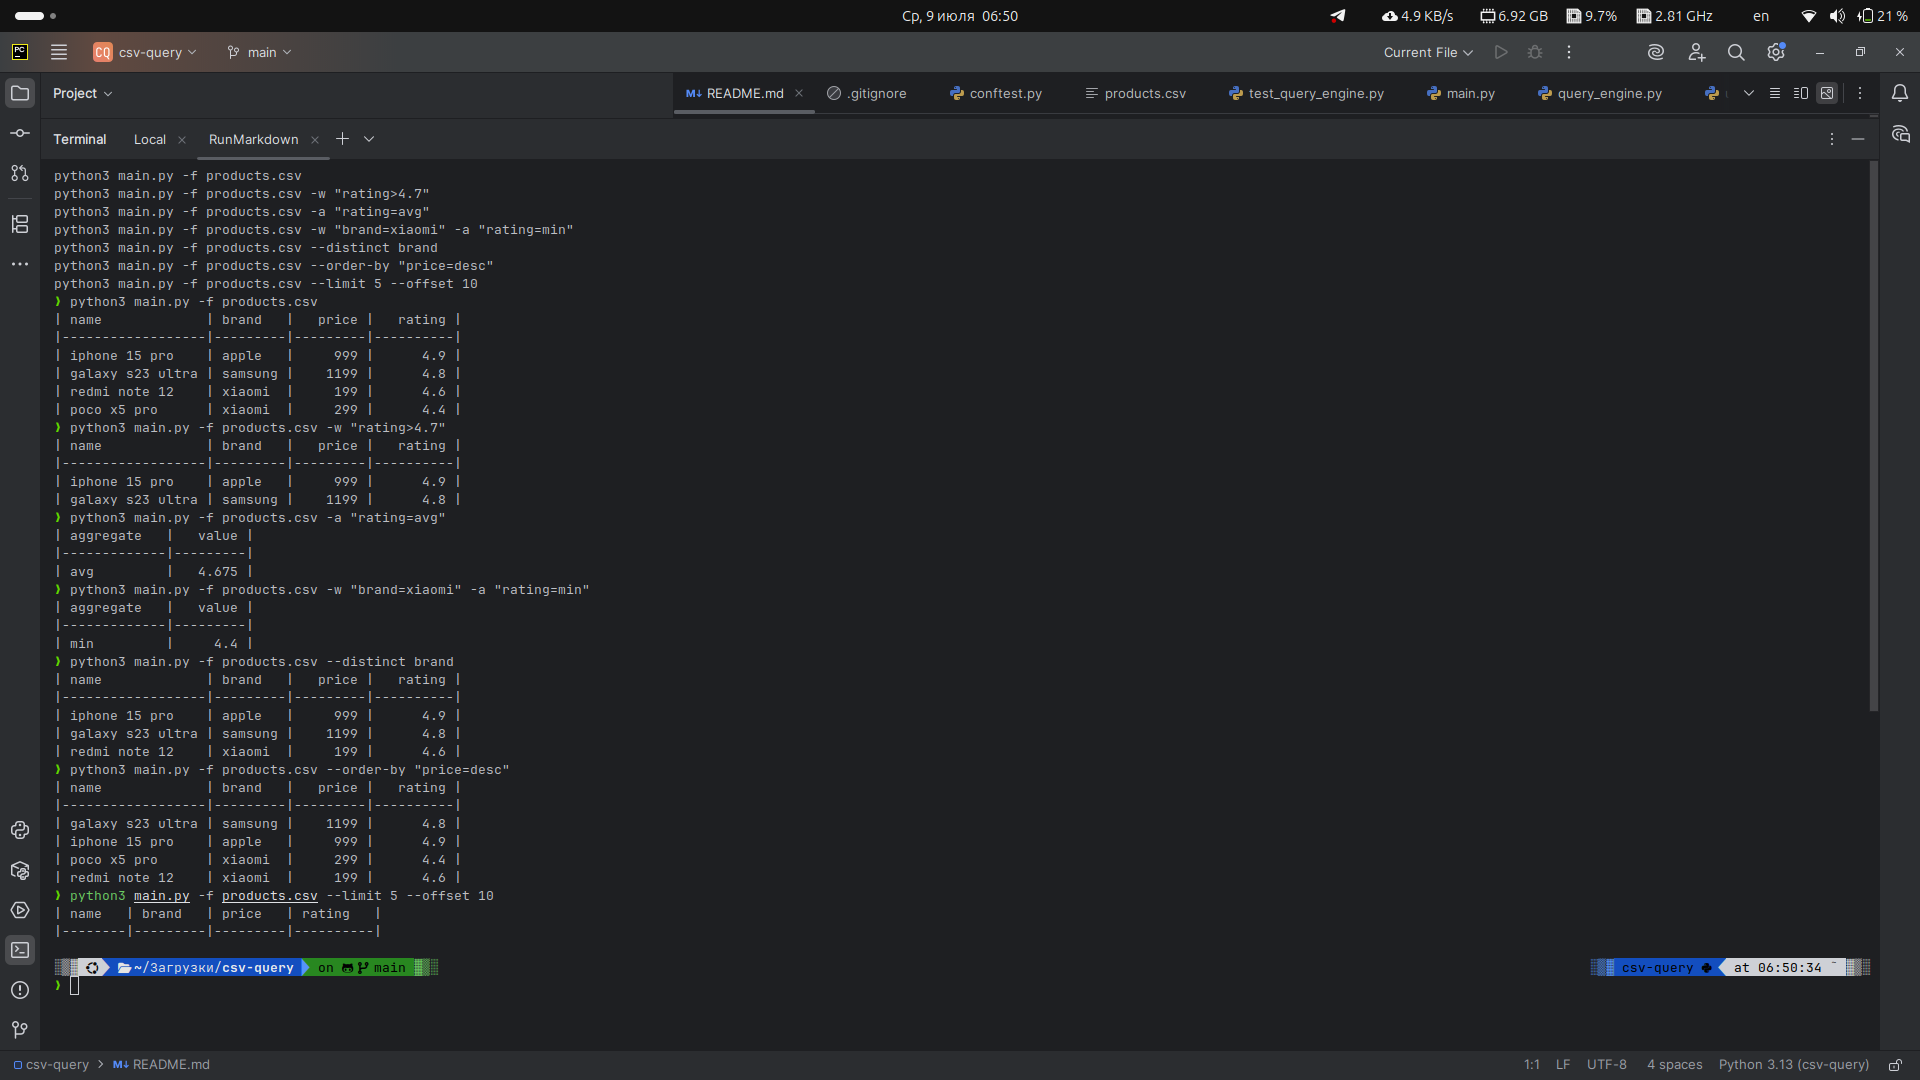 Ср, 9 июля 06:50
4.9 KB/s 6.92 GB 9.7% 2.81 GHz en 21 %
PC CQ csv-query main Current File
Project README.md .gitignore conftest.py products.csv test_query_engine.py main.py query_engine.py
Terminal Local RunMarkdown
python3 main.py -f products.csv
python3 main.py -f products.csv -w "rating>4.7"
python3 main.py -f products.csv -a "rating=avg"
python3 main.py -f products.csv -w "brand=xiaomi" -a "rating=min"
python3 main.py -f products.csv --distinct brand
python3 main.py -f products.csv --order-by "price=desc"
python3 main.py -f products.csv --limit 5 --offset 10
❯ python3 main.py -f products.csv
| name             | brand   |   price |   rating |
|------------------|---------|---------|----------|
| iphone 15 pro    | apple   |     999 |      4.9 |
| galaxy s23 ultra | samsung |    1199 |      4.8 |
| redmi note 12    | xiaomi  |     199 |      4.6 |
| poco x5 pro      | xiaomi  |     299 |      4.4 |
❯ python3 main.py -f products.csv -w "rating>4.7"
| name             | brand   |   price |   rating |
|------------------|---------|---------|----------|
| iphone 15 pro    | apple   |     999 |      4.9 |
| galaxy s23 ultra | samsung |    1199 |      4.8 |
❯ python3 main.py -f products.csv -a "rating=avg"
| aggregate   |   value |
|-------------|---------|
| avg         |   4.675 |
❯ python3 main.py -f products.csv -w "brand=xiaomi" -a "rating=min"
| aggregate   |   value |
|-------------|---------|
| min         |     4.4 |
❯ python3 main.py -f products.csv --distinct brand
| name             | brand   |   price |   rating |
|------------------|---------|---------|----------|
| iphone 15 pro    | apple   |     999 |      4.9 |
| galaxy s23 ultra | samsung |    1199 |      4.8 |
| redmi note 12    | xiaomi  |     199 |      4.6 |
❯ python3 main.py -f products.csv --order-by "price=desc"
| name             | brand   |   price |   rating |
|------------------|---------|---------|----------|
| galaxy s23 ultra | samsung |    1199 |      4.8 |
| iphone 15 pro    | apple   |     999 |      4.9 |
| poco x5 pro      | xiaomi  |     299 |      4.4 |
| redmi note 12    | xiaomi  |     199 |      4.6 |
❯ python3 main.py -f products.csv --limit 5 --offset 10
| name   | brand   | price   | rating   |
|--------|---------|---------|----------|
~/Загрузки/csv-query on main csv-query at 06:50:34
❯
csv-query > README.md 1:1 LF UTF-8 4 spaces Python 3.13 (csv-query)